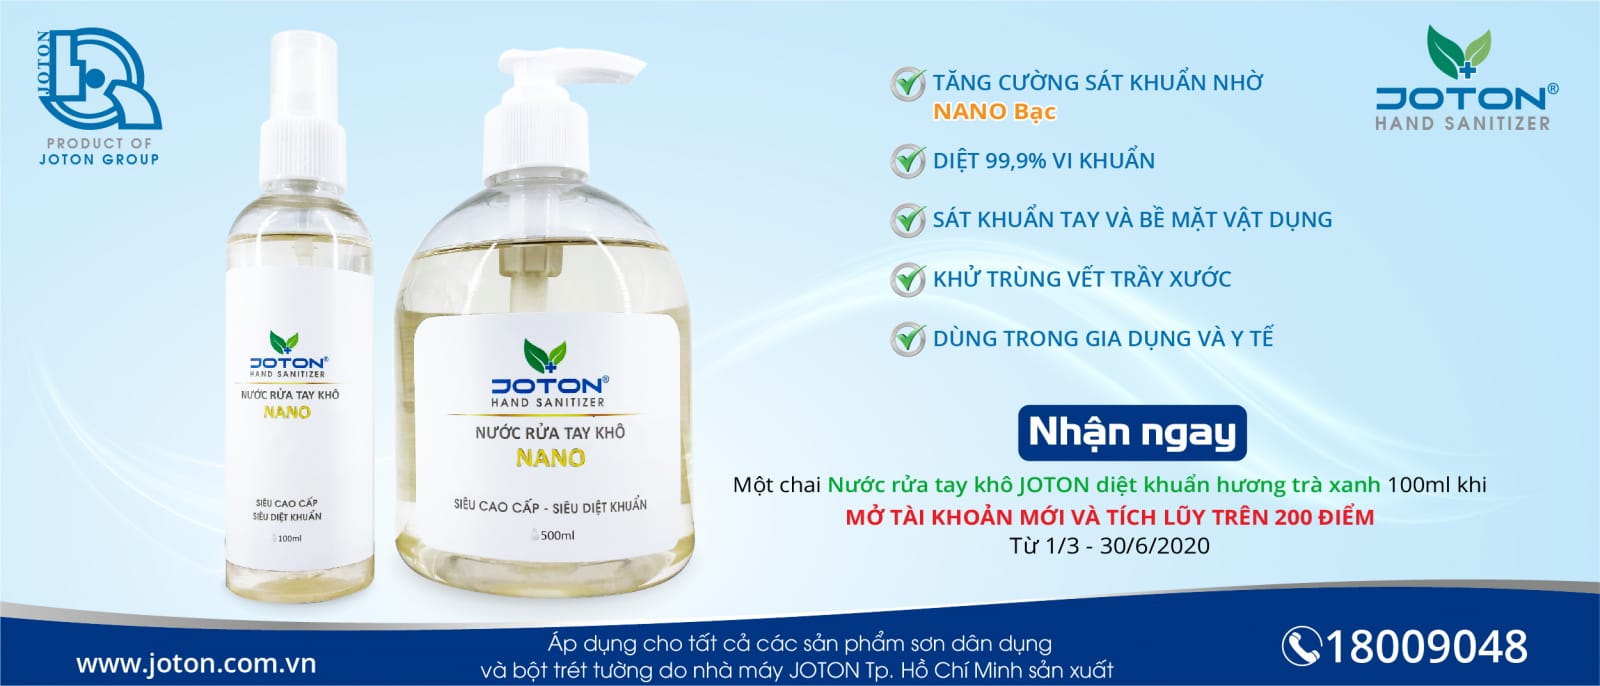 JOTON
PRODUCT OF
JOTON GROUP
JOTON®
HAND SANITIZER
NƯỚC RỬA TAY KHÔ
NANO
SIÊU CAO CẤP
SIÊU DIỆT KHUẨN
100ml
JOTON®
HAND SANITIZER
NƯỚC RỬA TAY KHÔ
NANO
SIÊU CAO CẤP - SIÊU DIỆT KHUẨN
500ml
TĂNG CƯỜNG SÁT KHUẨN NHỜ
NANO Bạc
DIỆT 99,9% VI KHUẨN
SÁT KHUẨN TAY VÀ BỀ MẶT VẬT DỤNG
KHỬ TRÙNG VẾT TRẦY XƯỚC
DÙNG TRONG GIA DỤNG VÀ Y TẾ
JOTON®
HAND SANITIZER
Nhận ngay
Một chai Nước rửa tay khô JOTON diệt khuẩn hương trà xanh 100ml khi
MỞ TÀI KHOẢN MỚI VÀ TÍCH LŨY TRÊN 200 ĐIỂM
Từ 1/3 - 30/6/2020
www.joton.com.vn
Áp dụng cho tất cả các sản phẩm sơn dân dụng
và bột trét tường do nhà máy JOTON Tp. Hồ Chí Minh sản xuất
18009048